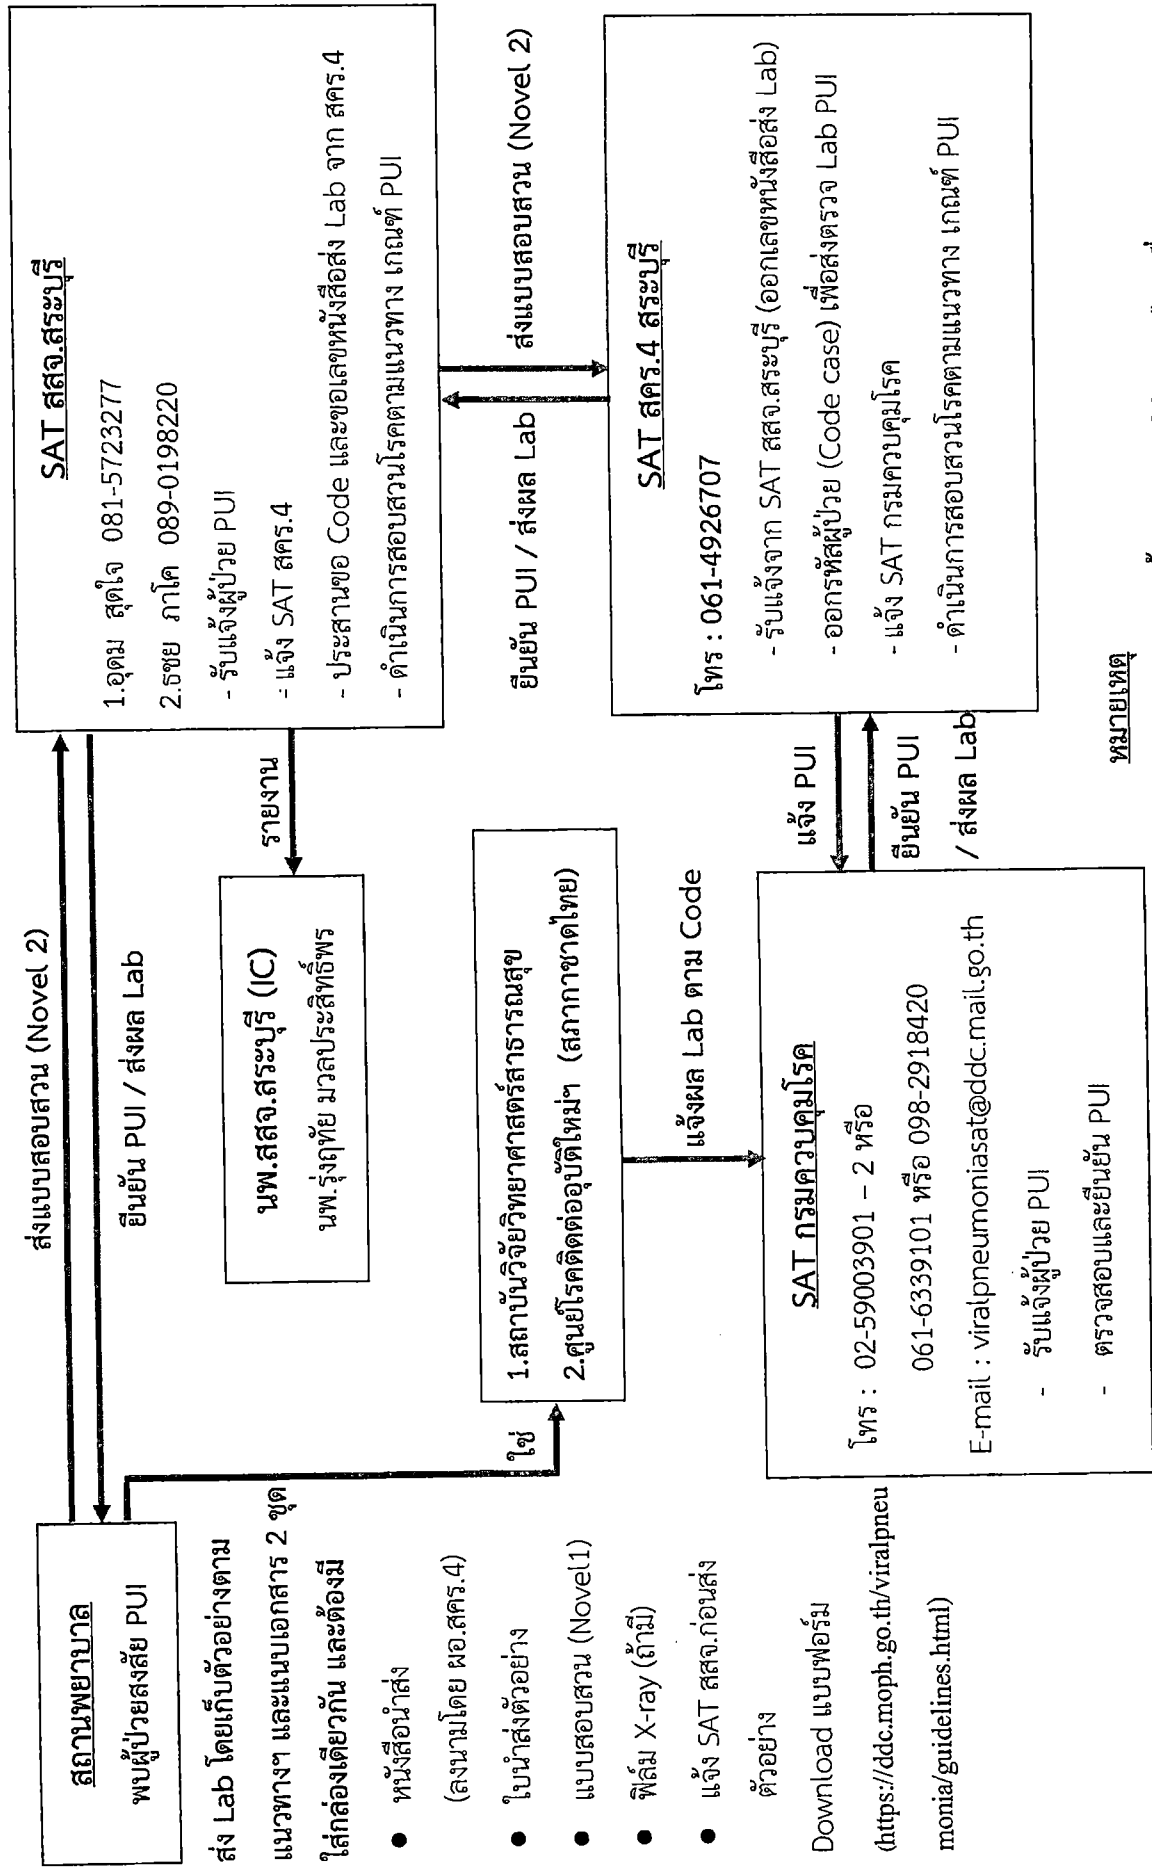 สถานพยาบาล
พบผู้ป่วยสงสัย PUI
ส่งแบบสอบสวน (Novel 2)
ยืนยัน PUI / ส่งผล Lab
SAT สสจ.สระบุรี
1.อุดม สุดใจ 081-5723277
2.ธชย ภาโค 089-0198220
- รับแจ้งผู้ป่วย PUI
- แจ้ง SAT สคร.4
- ประสานขอ Code และขอเลขหนังสือส่ง Lab จาก สคร.4
- ดำเนินการสอบสวนโรคตามแนวทาง เกณฑ์ PUI
รายงาน
นพ.สสจ.สระบุรี (IC)
นพ.รุ่งฤทัย มวลประสิทธิ์พร
ส่ง Lab โดยเก็บตัวอย่างตาม
แนวทางฯ และแนบเอกสาร 2 ชุด
ใส่กล่องเดียวกัน และต้องมี
● หนังสือนำส่ง
(ลงนามโดย ผอ.สคร.4)
● ใบนำส่งตัวอย่าง
● แบบสอบสวน (Novel1)
● ฟิล์ม X-ray (ถ้ามี)
● แจ้ง SAT สสจ.ก่อนส่ง
ตัวอย่าง
Download แบบฟอร์ม
(https://ddc.moph.go.th/viralpneu
monia/guidelines.html)
ใช่
1.สถาบันวิจัยวิทยาศาสตร์สาธารณสุข
2.ศูนย์โรคติดต่ออุบัติใหม่ฯ (สภากาชาดไทย)
แจ้งผล Lab ตาม Code
ยืนยัน PUI / ส่งผล Lab
ส่งแบบสอบสวน (Novel 2)
SAT สคร.4 สระบุรี
โทร : 061-4926707
- รับแจ้งจาก SAT สสจ.สระบุรี (ออกเลขหนังสือส่ง Lab)
- ออกรหัสผู้ป่วย (Code case) เพื่อส่งตรวจ Lab PUI
- แจ้ง SAT กรมควบคุมโรค
- ดำเนินการสอบสวนโรคตามแนวทาง เกณฑ์ PUI
แจ้ง PUI
ยืนยัน PUI
/ ส่งผล Lab
SAT กรมควบคุมโรค
โทร : 02-5903901 – 2 หรือ
061-6339101 หรือ 098-2918420
E-mail : viralpneumoniasat@ddc.mail.go.th
- รับแจ้งผู้ป่วย PUI
- ตรวจสอบและยืนยัน PUI
หมายเหตุ